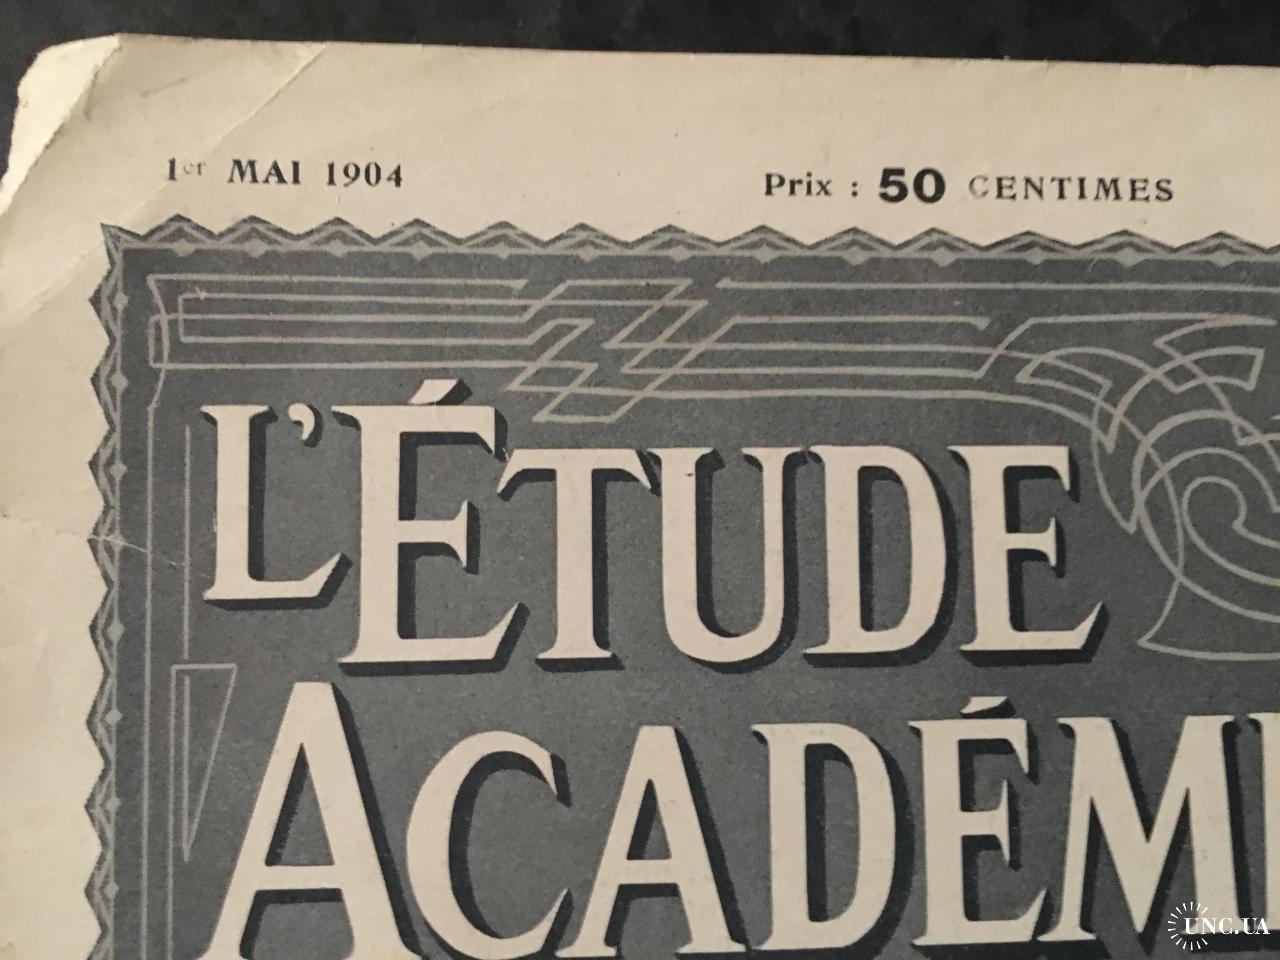 1er MAI 1904
Prix : 50 CENTIMES
L'ÉTUDE
ACADÉM
UNC.UA